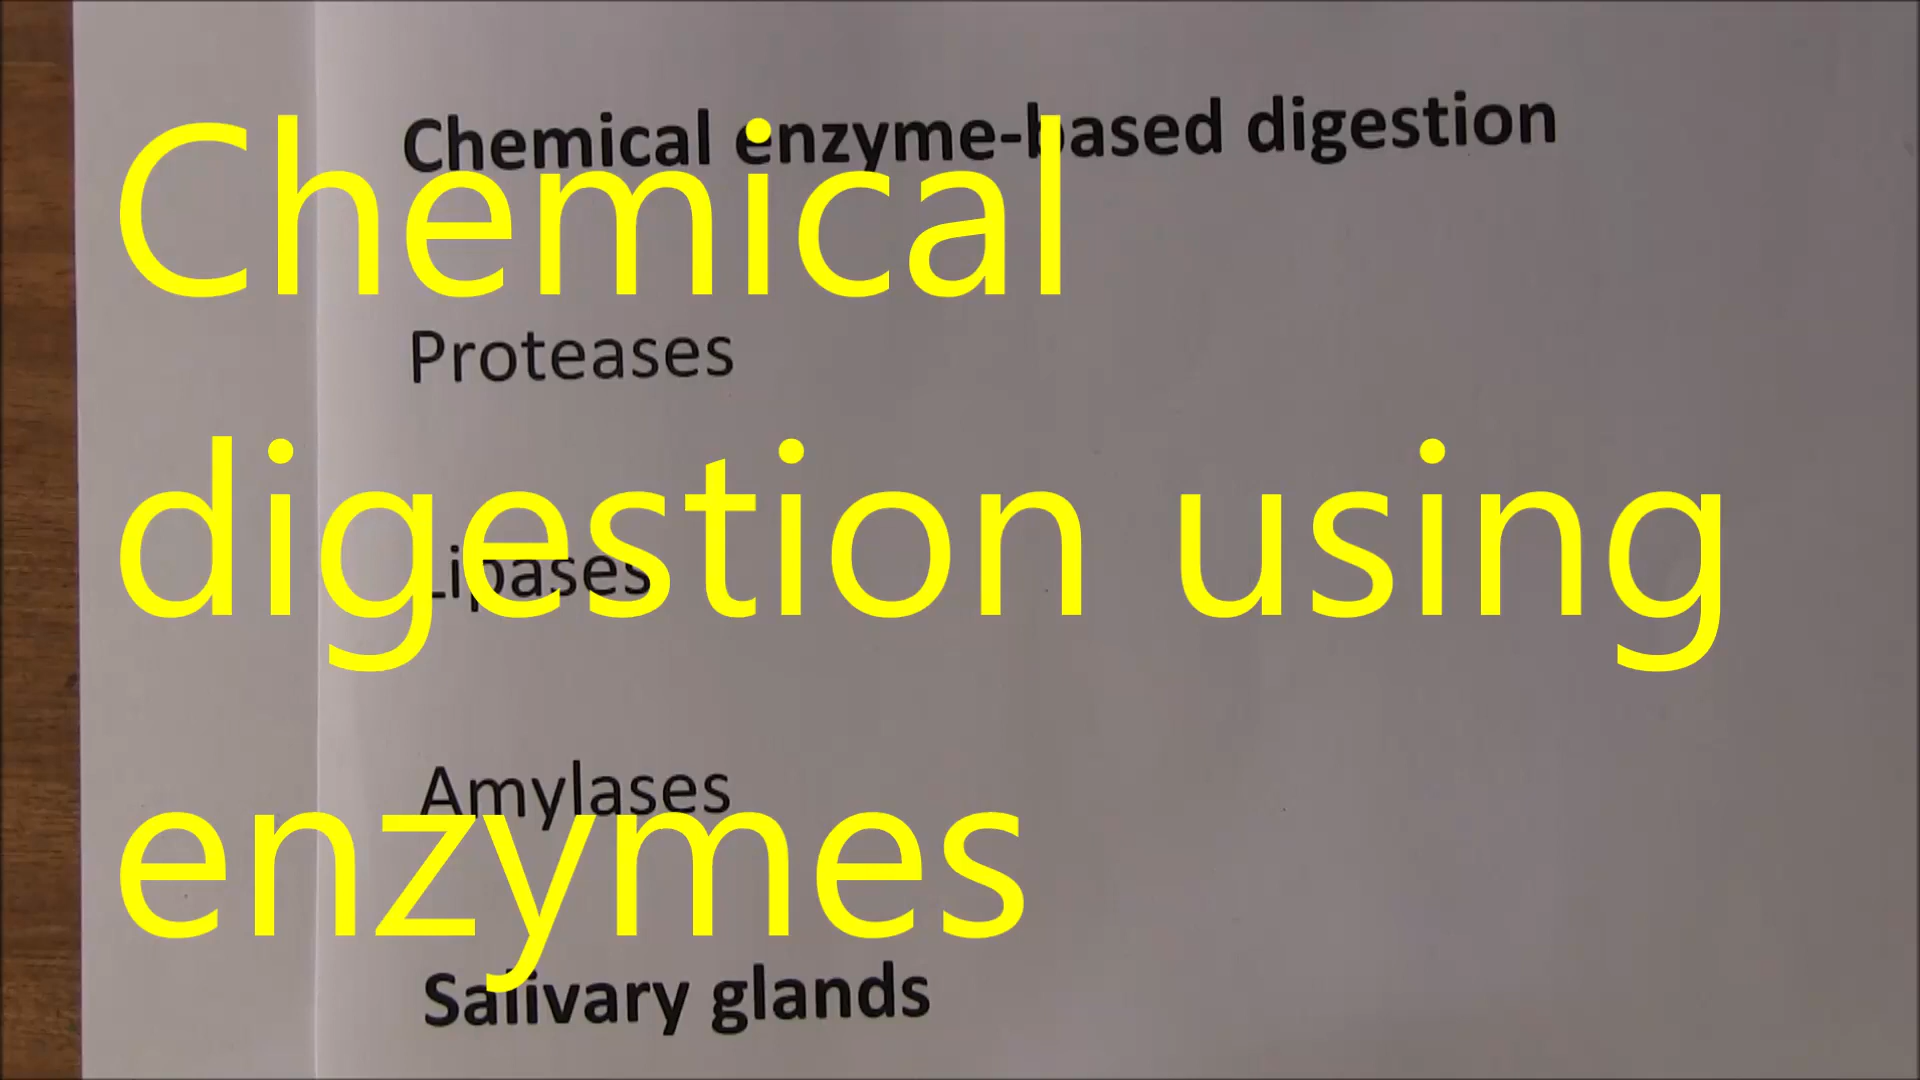 Chemical enzyme-based digestion
Chemical
Proteases
digestion using
Lipases
Amylases
enzymes
Salivary glands